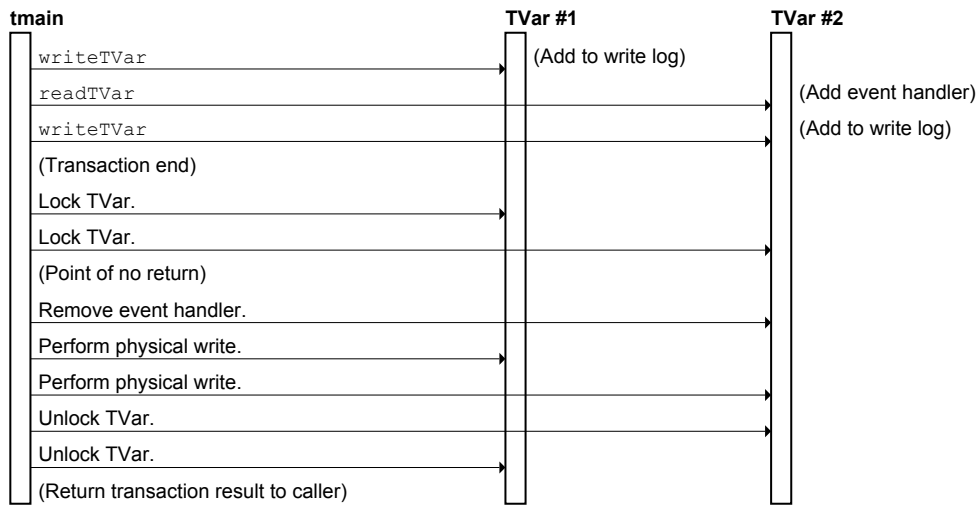 tmain TVar #1 TVar #2
writeTVar (Add to write log)
readTVar (Add event handler)
writeTVar (Add to write log)
(Transaction end)
Lock TVar.
Lock TVar.
(Point of no return)
Remove event handler.
Perform physical write.
Perform physical write.
Unlock TVar.
Unlock TVar.
(Return transaction result to caller)